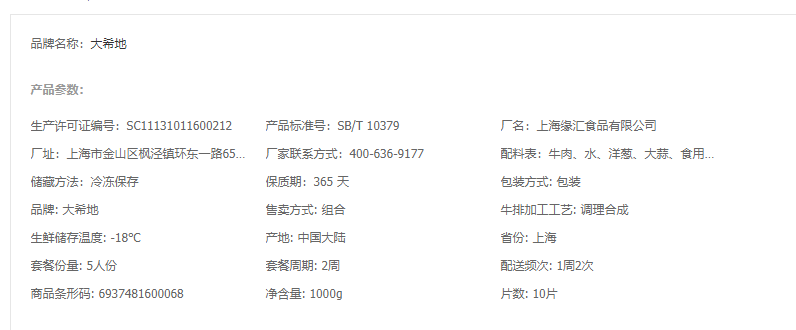 品牌名称：大希地
产品参数：
生产许可证编号：SC11131011600212 产品标准号：SB/T 10379 厂名：上海缘汇食品有限公司
厂址：上海市金山区枫泾镇环东一路65... 厂家联系方式：400-636-9177 配料表：牛肉、水、洋葱、大蒜、食用...
储藏方法：冷冻保存 保质期：365 天 包装方式: 包装
品牌: 大希地 售卖方式: 组合 牛排加工工艺: 调理合成
生鲜储存温度: -18℃ 产地: 中国大陆 省份: 上海
套餐份量: 5人份 套餐周期: 2周 配送频次: 1周2次
商品条形码: 6937481600068 净含量: 1000g 片数: 10片